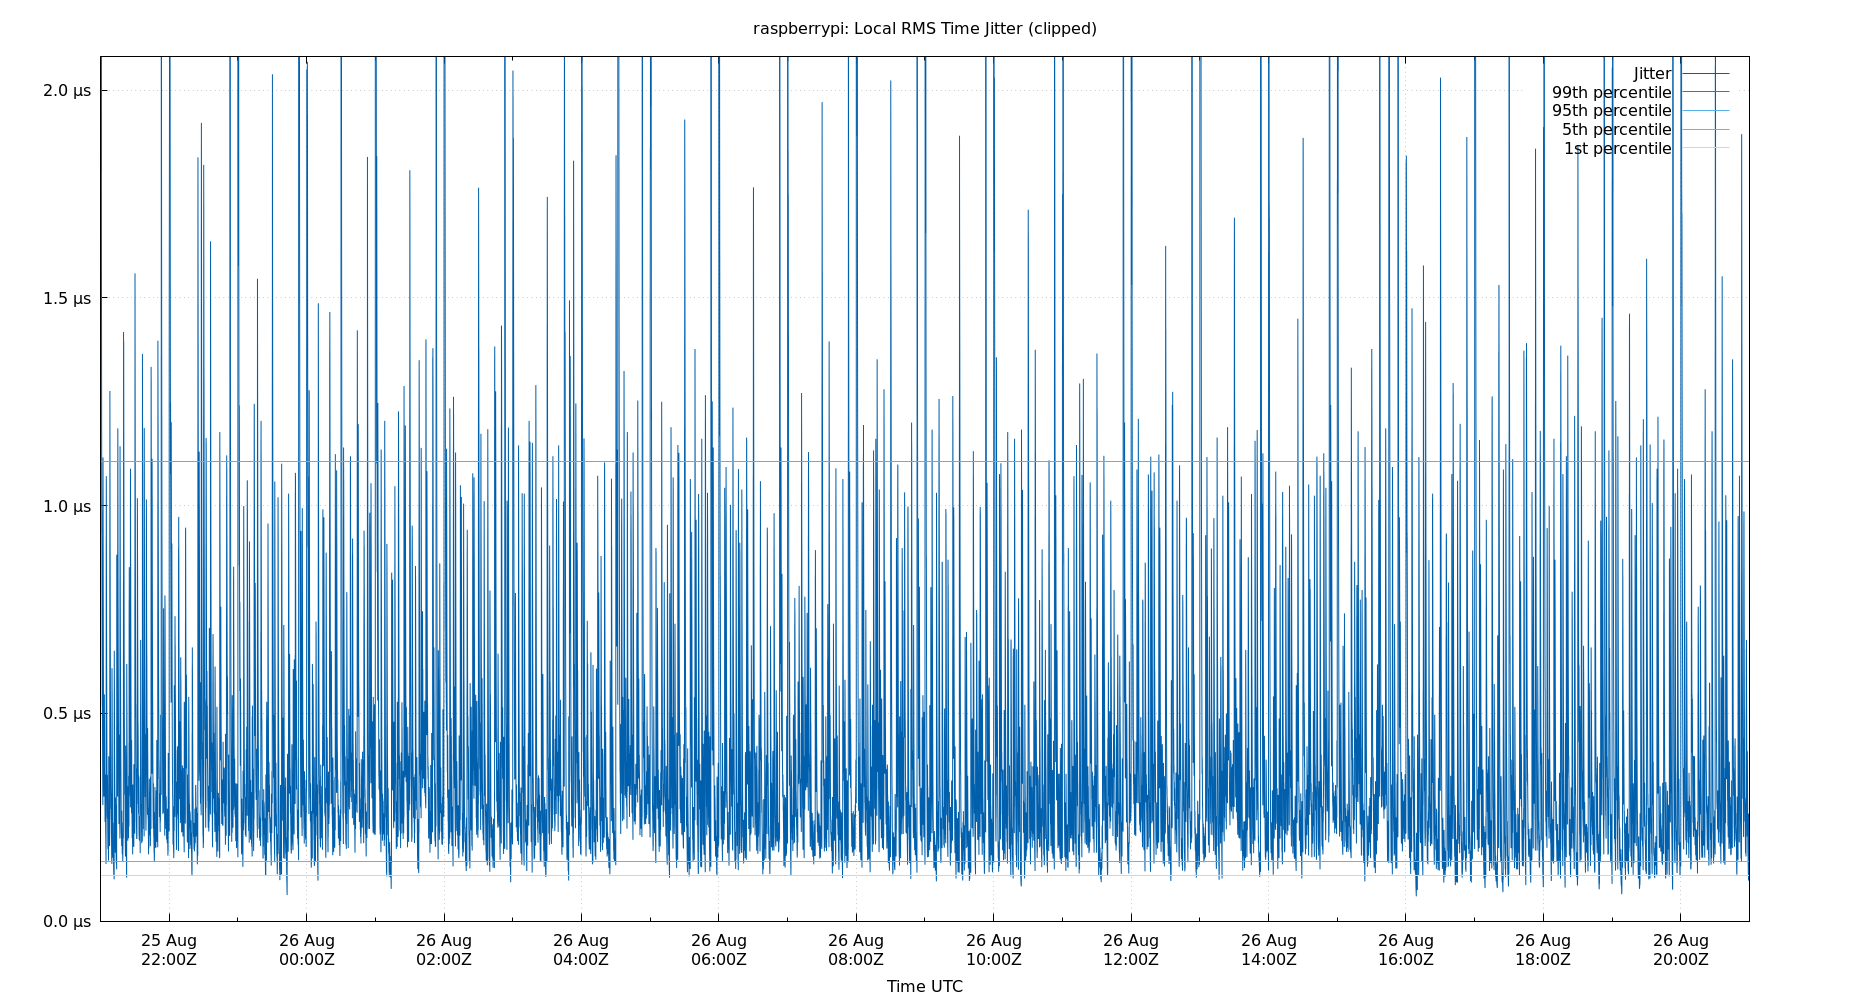 raspberrypi: Local RMS Time Jitter (clipped)
2.0 µs
1.5 µs
1.0 µs
0.5 µs
0.0 µs
Jitter
99th percentile
95th percentile
5th percentile
1st percentile
25 Aug
22:00Z
26 Aug
00:00Z
26 Aug
02:00Z
26 Aug
04:00Z
26 Aug
06:00Z
26 Aug
08:00Z
26 Aug
10:00Z
26 Aug
12:00Z
26 Aug
14:00Z
26 Aug
16:00Z
26 Aug
18:00Z
26 Aug
20:00Z
Time UTC